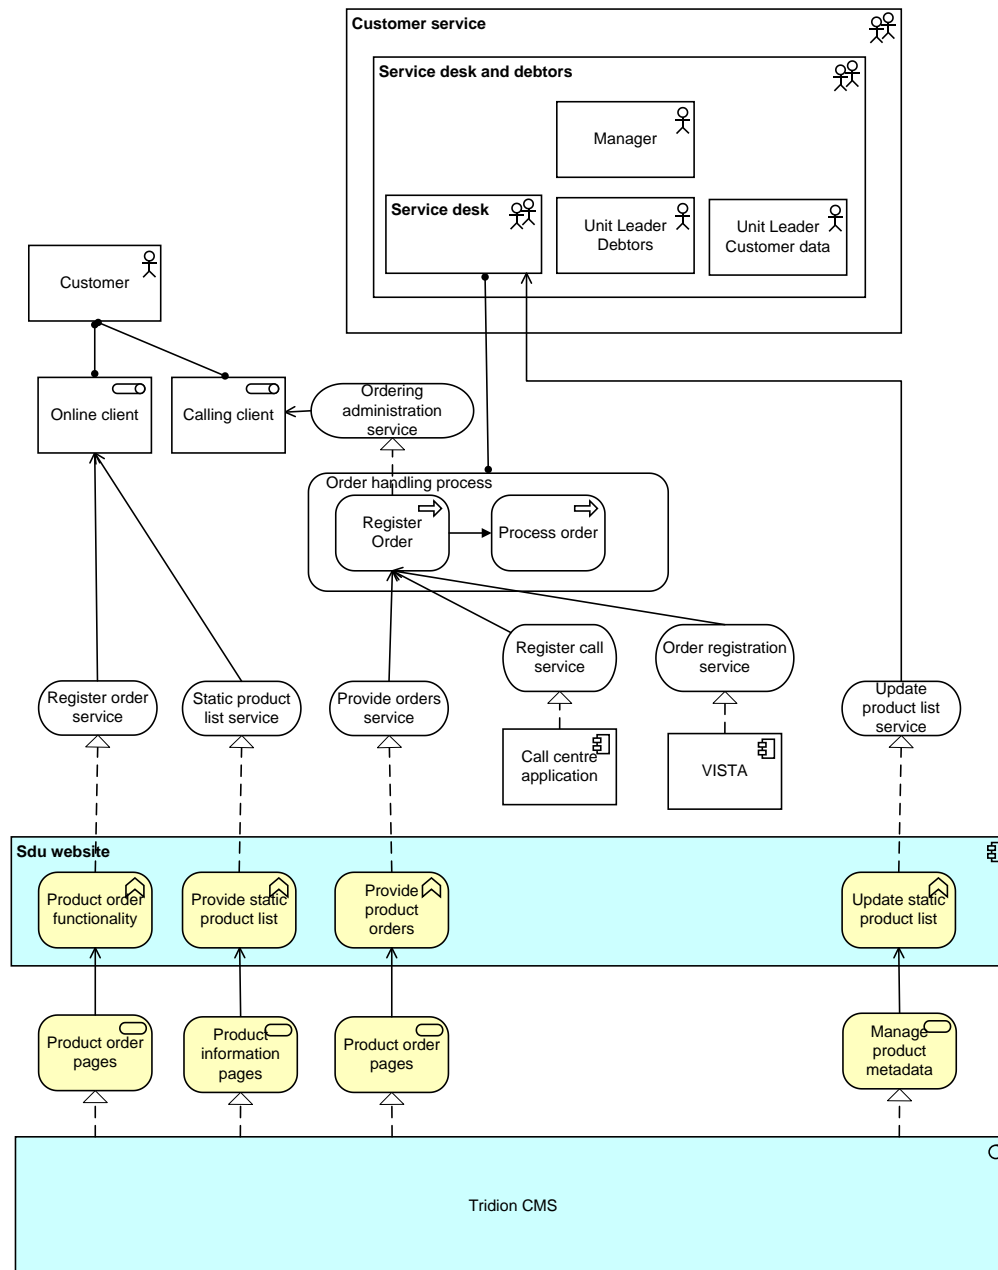 Customer service
Service desk and debtors
Manager
Service desk
Unit Leader
Debtors
Unit Leader
Customer data
Customer
Online client
Calling client
Ordering
administration
service
Order handling process
Register
Order
Process order
Register call
service
Order registration
service
Register order
service
Static product
list service
Provide orders
service
Update
product list
service
Call centre
application
VISTA
Sdu website
Product order
functionality
Provide static
product list
Provide
product
orders
Update static
product list
Product order
pages
Product
information
pages
Product order
pages
Manage
product
metadata
Tridion CMS